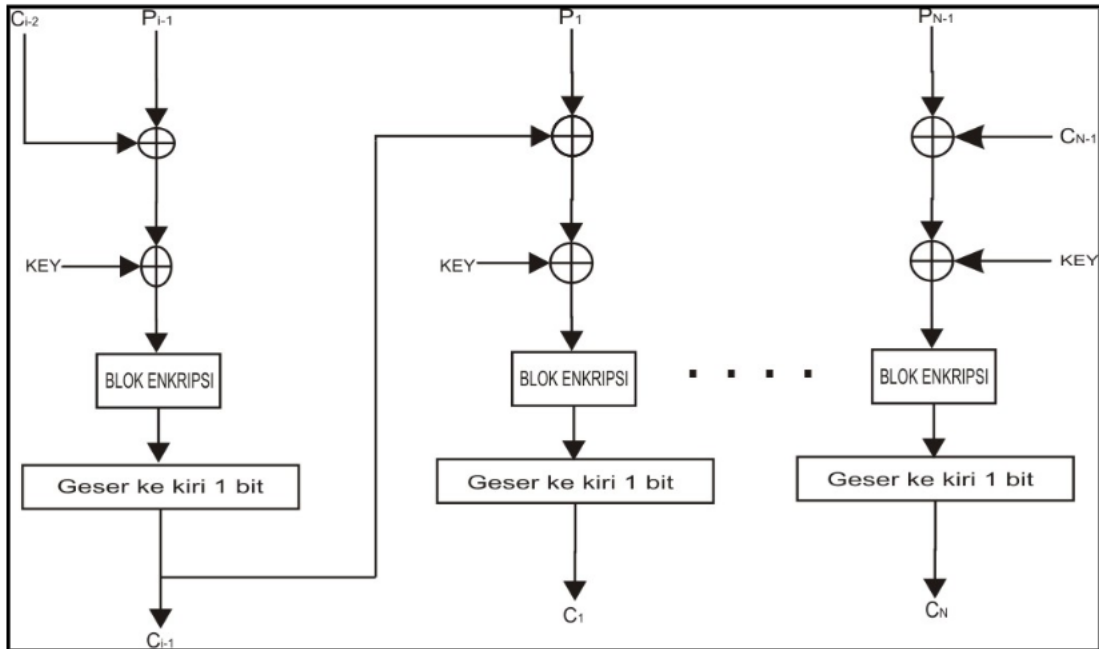 Ci-2 Pi-1 P1 PN-1
CN-1
KEY KEY KEY
BLOK ENKRIPSI BLOK ENKRIPSI . . . . BLOK ENKRIPSI
Geser ke kiri 1 bit Geser ke kiri 1 bit Geser ke kiri 1 bit
Ci-1 C1 CN